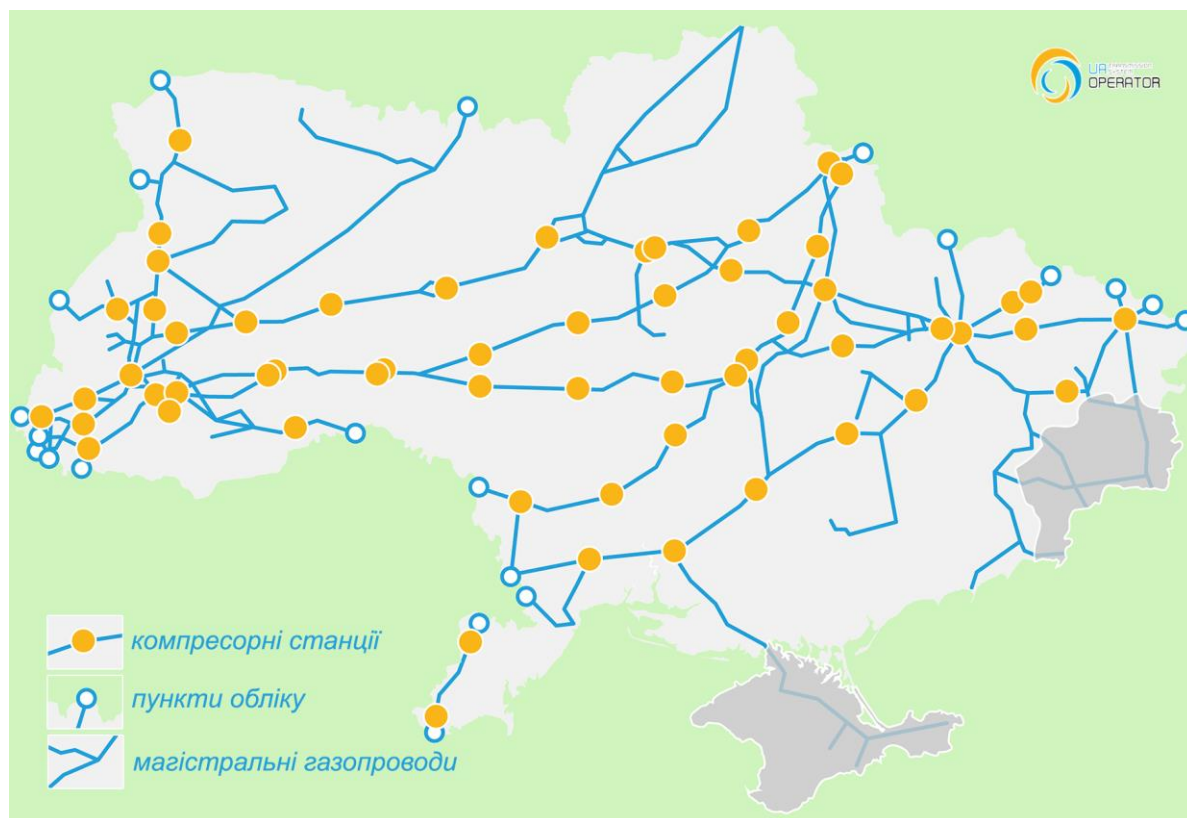 UA
OPERATOR
компресорні станції
пункти обліку
магістральні газопроводи